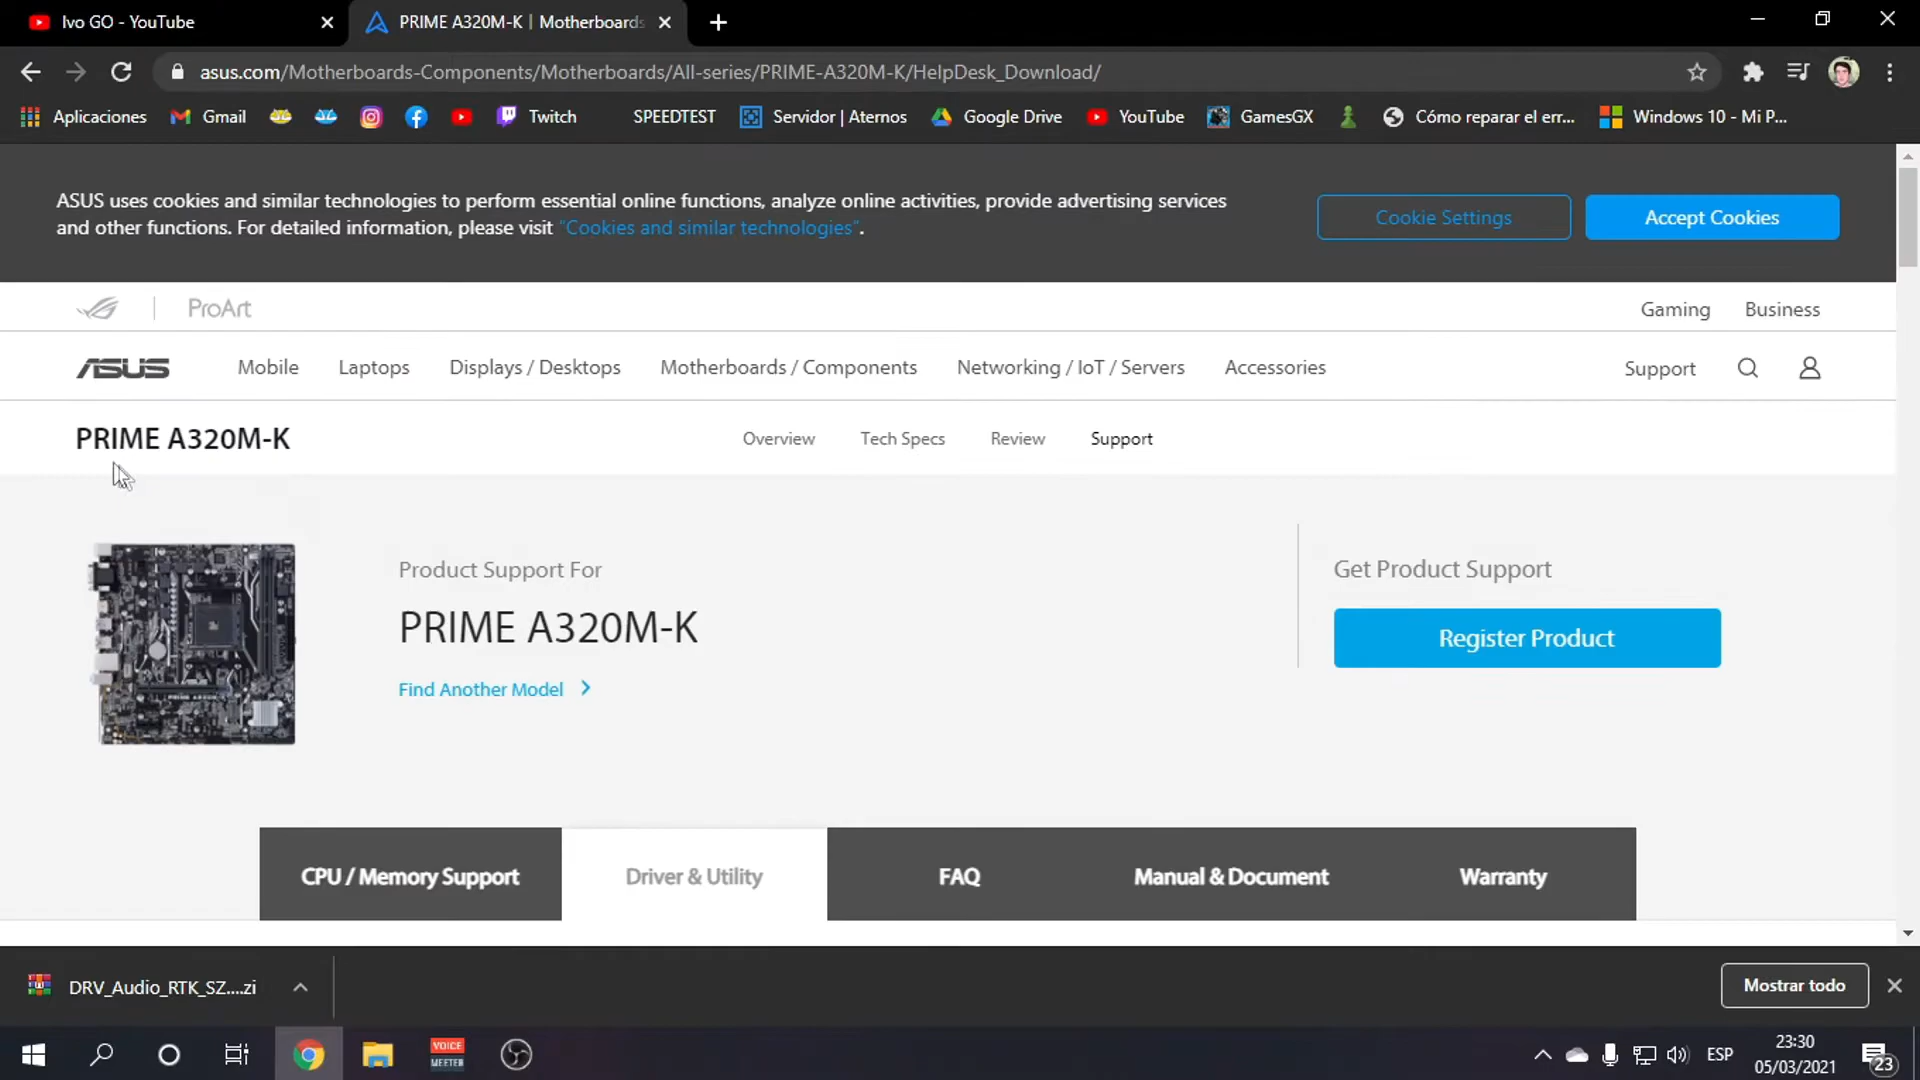 Ivo GO - YouTube
PRIME A320M-K | Motherboards
asus.com/Motherboards-Components/Motherboards/All-series/PRIME-A320M-K/HelpDesk_Download/
Aplicaciones
Gmail
Twitch
SPEEDTEST
Servidor | Aternos
Google Drive
YouTube
GamesGX
Cómo reparar el err...
Windows 10 - Mi P...
ASUS uses cookies and similar technologies to perform essential online functions, analyze online activities, provide advertising services
and other functions. For detailed information, please visit "Cookies and similar technologies".
Cookie Settings
Accept Cookies
ProArt
Gaming
Business
ASUS
Mobile
Laptops
Displays / Desktops
Motherboards / Components
Networking / IoT / Servers
Accessories
Support
PRIME A320M-K
Overview
Tech Specs
Review
Support
Product Support For
PRIME A320M-K
Find Another Model
Get Product Support
Register Product
CPU / Memory Support
Driver & Utility
FAQ
Manual & Document
Warranty
DRV_Audio_RTK_SZ....zi
Mostrar todo
VOICE
MEETER
ESP
23:30
05/03/2021
23